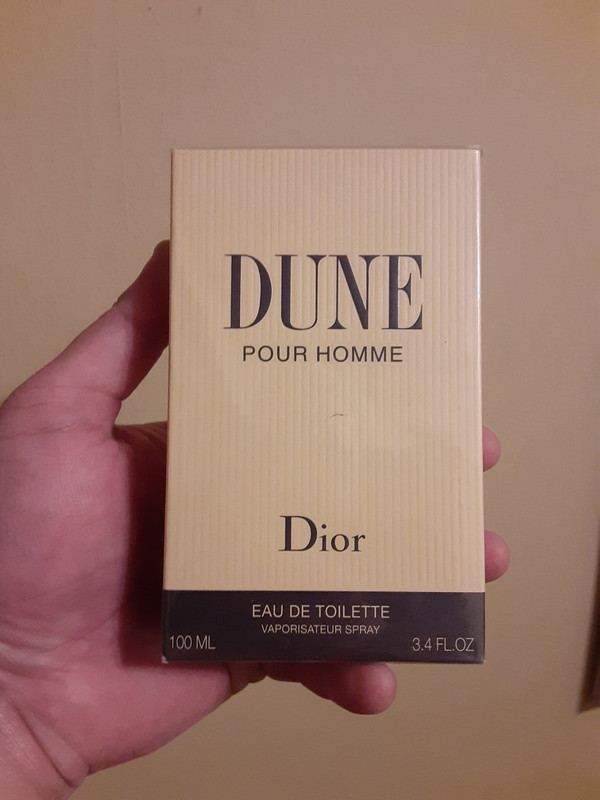 DUNE
POUR HOMME
Dior
EAU DE TOILETTE
VAPORISATEUR SPRAY
100 ML 3.4 FL.OZ